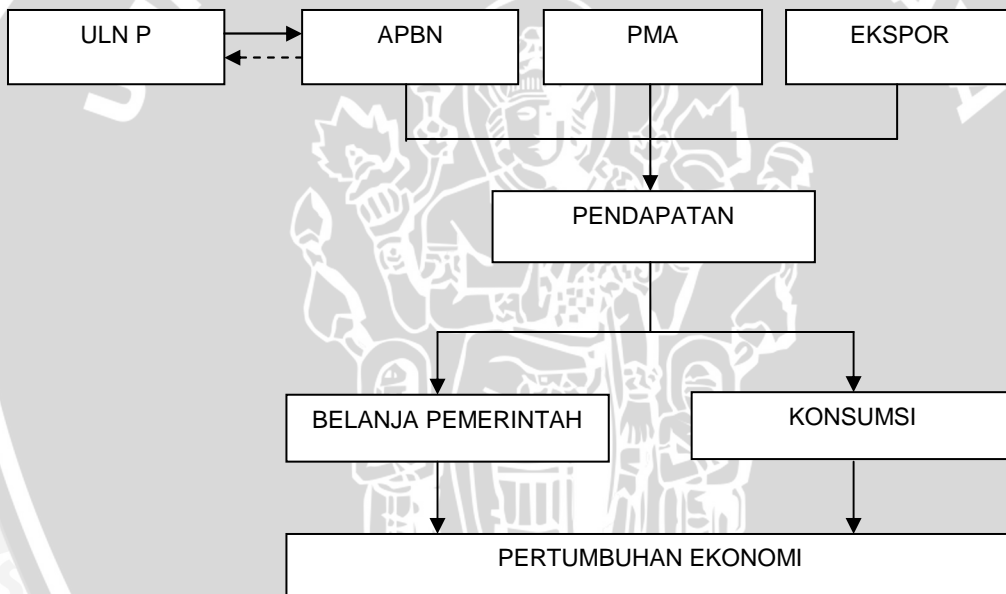 ULN P
APBN
PMA
EKSPOR
PENDAPATAN
BELANJA PEMERINTAH
KONSUMSI
PERTUMBUHAN EKONOMI